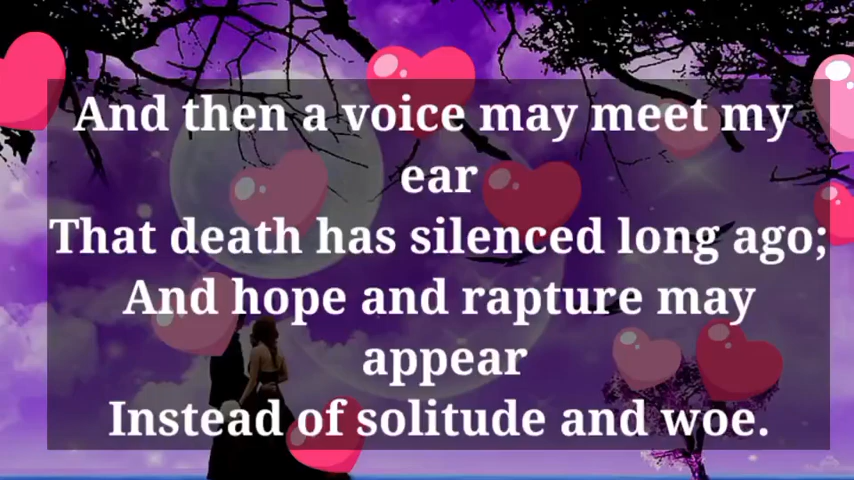 And then a voice may meet my
ear
That death has silenced long ago;
And hope and rapture may
appear
Instead of solitude and woe.